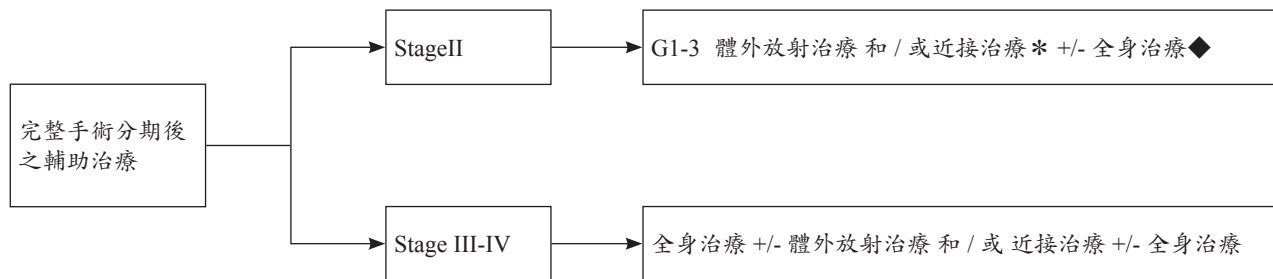 StageII
G1-3 體外放射治療 和 / 或近接治療＊ +/- 全身治療◆
完整手術分期後
之輔助治療
Stage III-IV
全身治療 +/- 體外放射治療 和 / 或 近接治療 +/- 全身治療